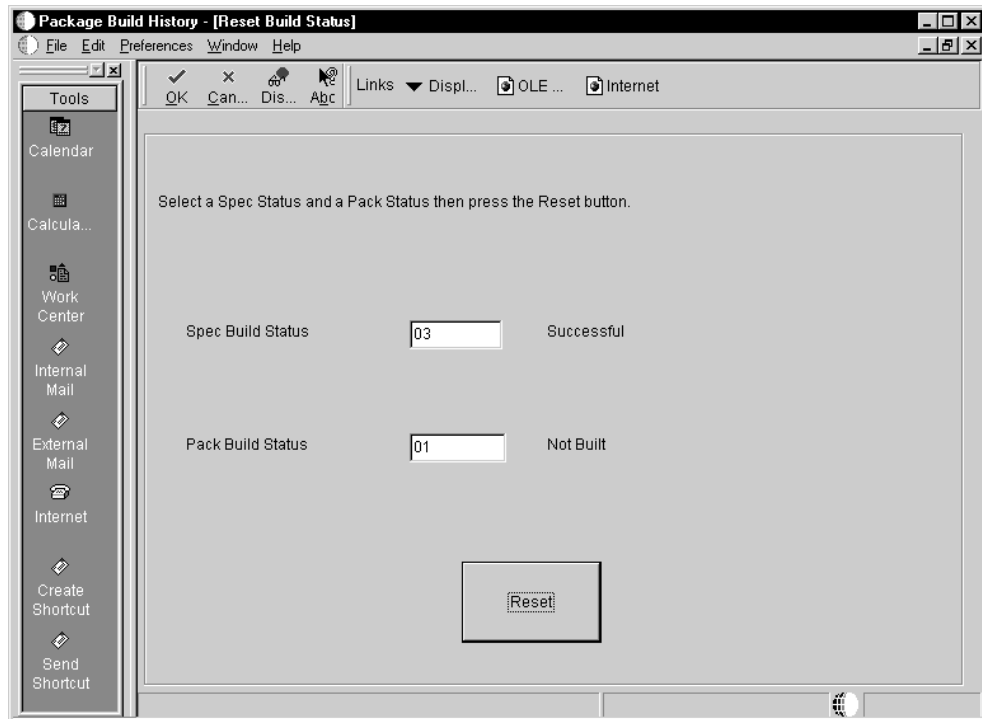 Package Build History - [Reset Build Status]
File Edit Preferences Window Help
Tools
OK Can... Dis... Abc Links Displ... OLE ... Internet
Calendar
Calcula...
Work
Center
Internal
Mail
External
Mail
Internet
Create
Shortcut
Send
Shortcut
Select a Spec Status and a Pack Status then press the Reset button.
Spec Build Status 03 Successful
Pack Build Status 01 Not Built
Reset